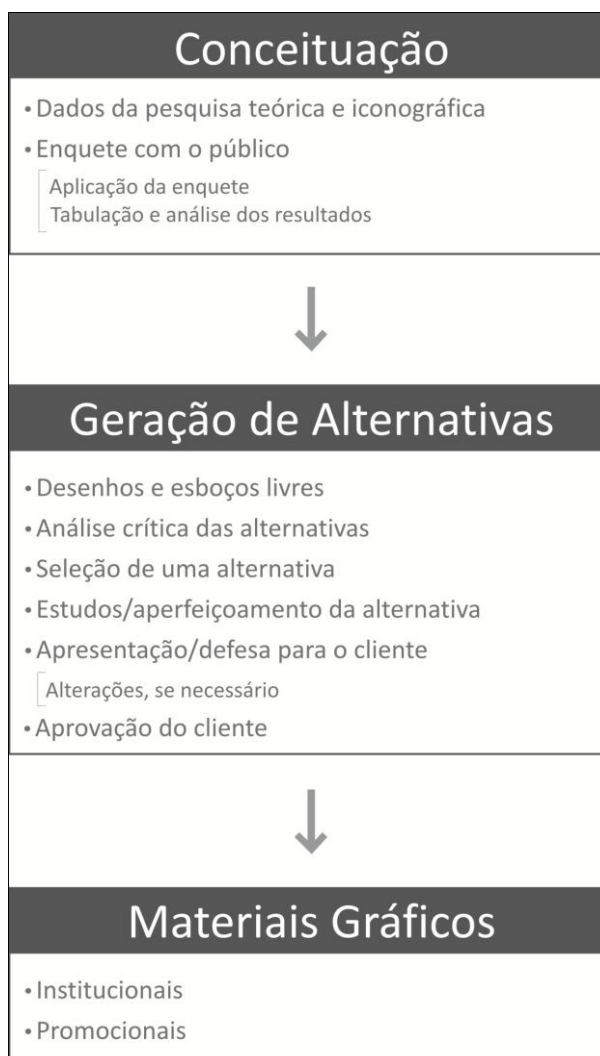 Conceituação
• Dados da pesquisa teórica e iconográfica
• Enquete com o público
Aplicação da enquete
Tabulação e análise dos resultados
Geração de Alternativas
• Desenhos e esboços livres
• Análise crítica das alternativas
• Seleção de uma alternativa
• Estudos/aperfeiçoamento da alternativa
• Apresentação/defesa para o cliente
Alterações, se necessário
• Aprovação do cliente
Materiais Gráficos
• Institucionais
• Promocionais